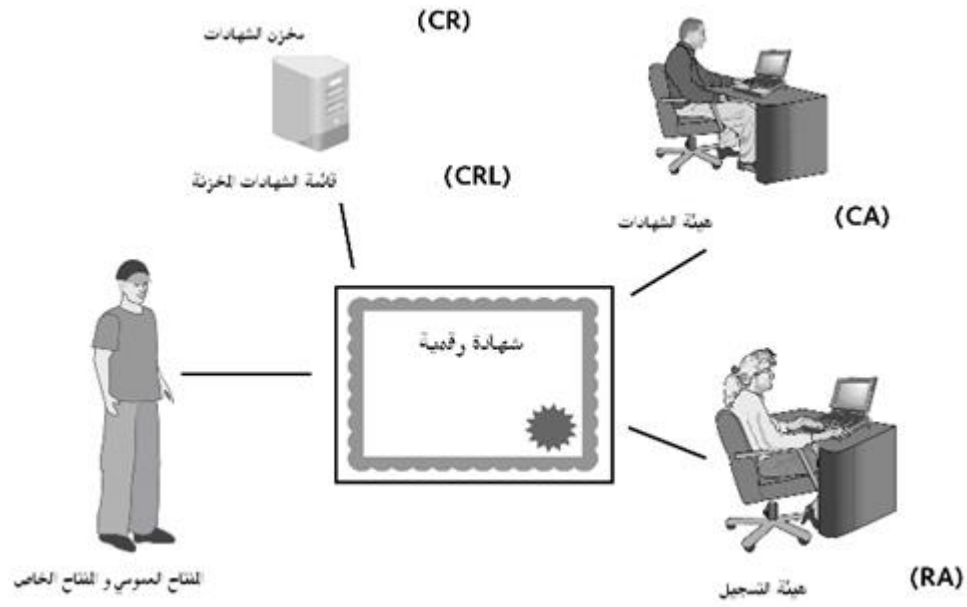 (CR)
مخزن الشهادات
(CRL)
قائمة الشهادات المخزنة
(CA)
هيئة الشهادات
شهادة رقمية
المفتاح العمومي و المفتاح الخاص
(RA)
هيئة التسجيل